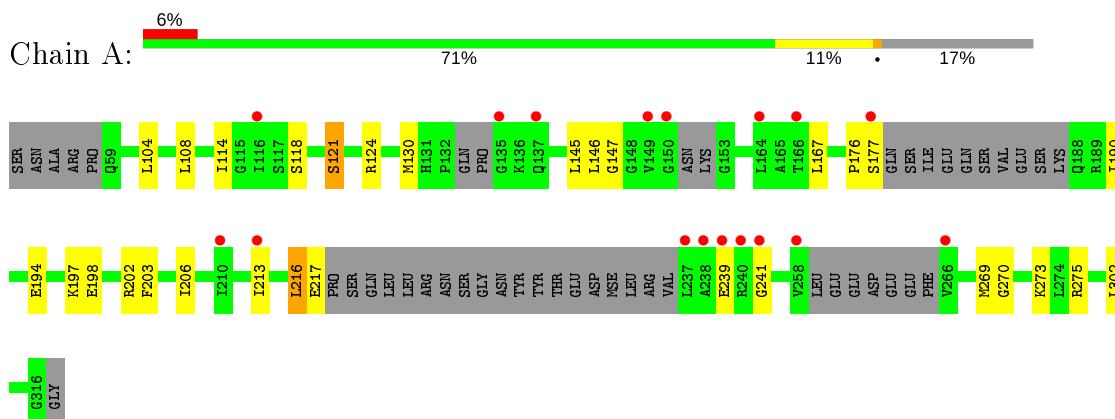 6%
Chain A:
71% 11% • 17%
SER ASN ALA ARG PRO Q59 L104 L108 I114 G115 I116 S117 S118 S121 R124 M130 H131 P132 GLN PRO G135 K136 Q137 L145 L146 G147 G148 V149 G150 ASN LYS G153 L164 A165 T166 L167 P176 S177 GLN SER ILE GLU GLN SER VAL GLU SER LYS Q188 R189 I190
E194 K197 E198 R202 F203 I206 I210 I213 L216 E217 PRO SER GLN LEU LEU ARG ASN SER GLY ASN TYR TYR THR GLU ASP MSE LEU ARG VAL L237 A238 E239 R240 G241 V258 LEU GLU GLU ASP GLU GLU PHE V266 M269 G270 K273 L274 R275 L302
G316 GLY